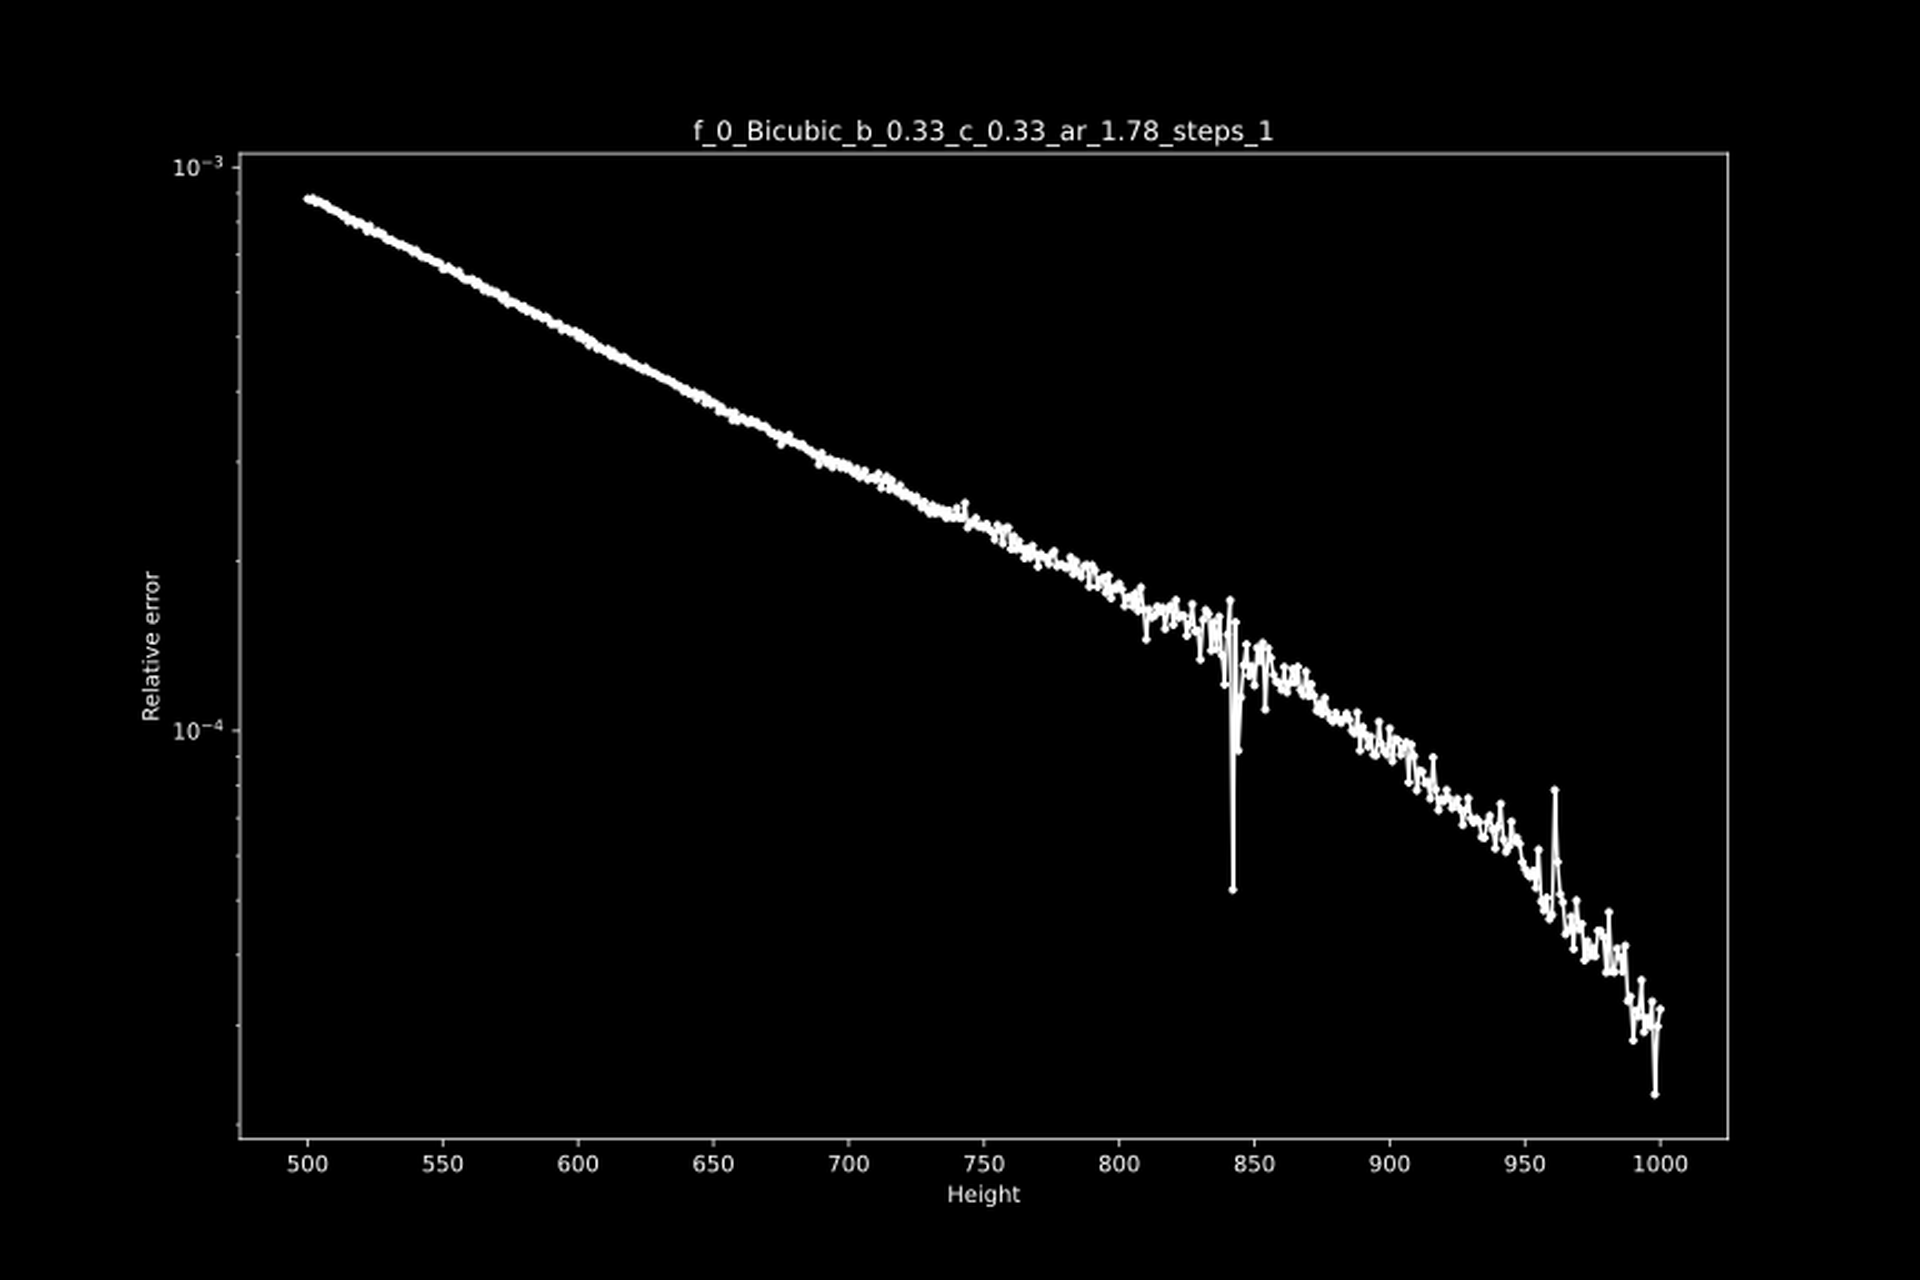 f_0_Bicubic_b_0.33_c_0.33_ar_1.78_steps_1
10⁻³
10⁻⁴
Relative error
500 550 600 650 700 750 800 850 900 950 1000
Height